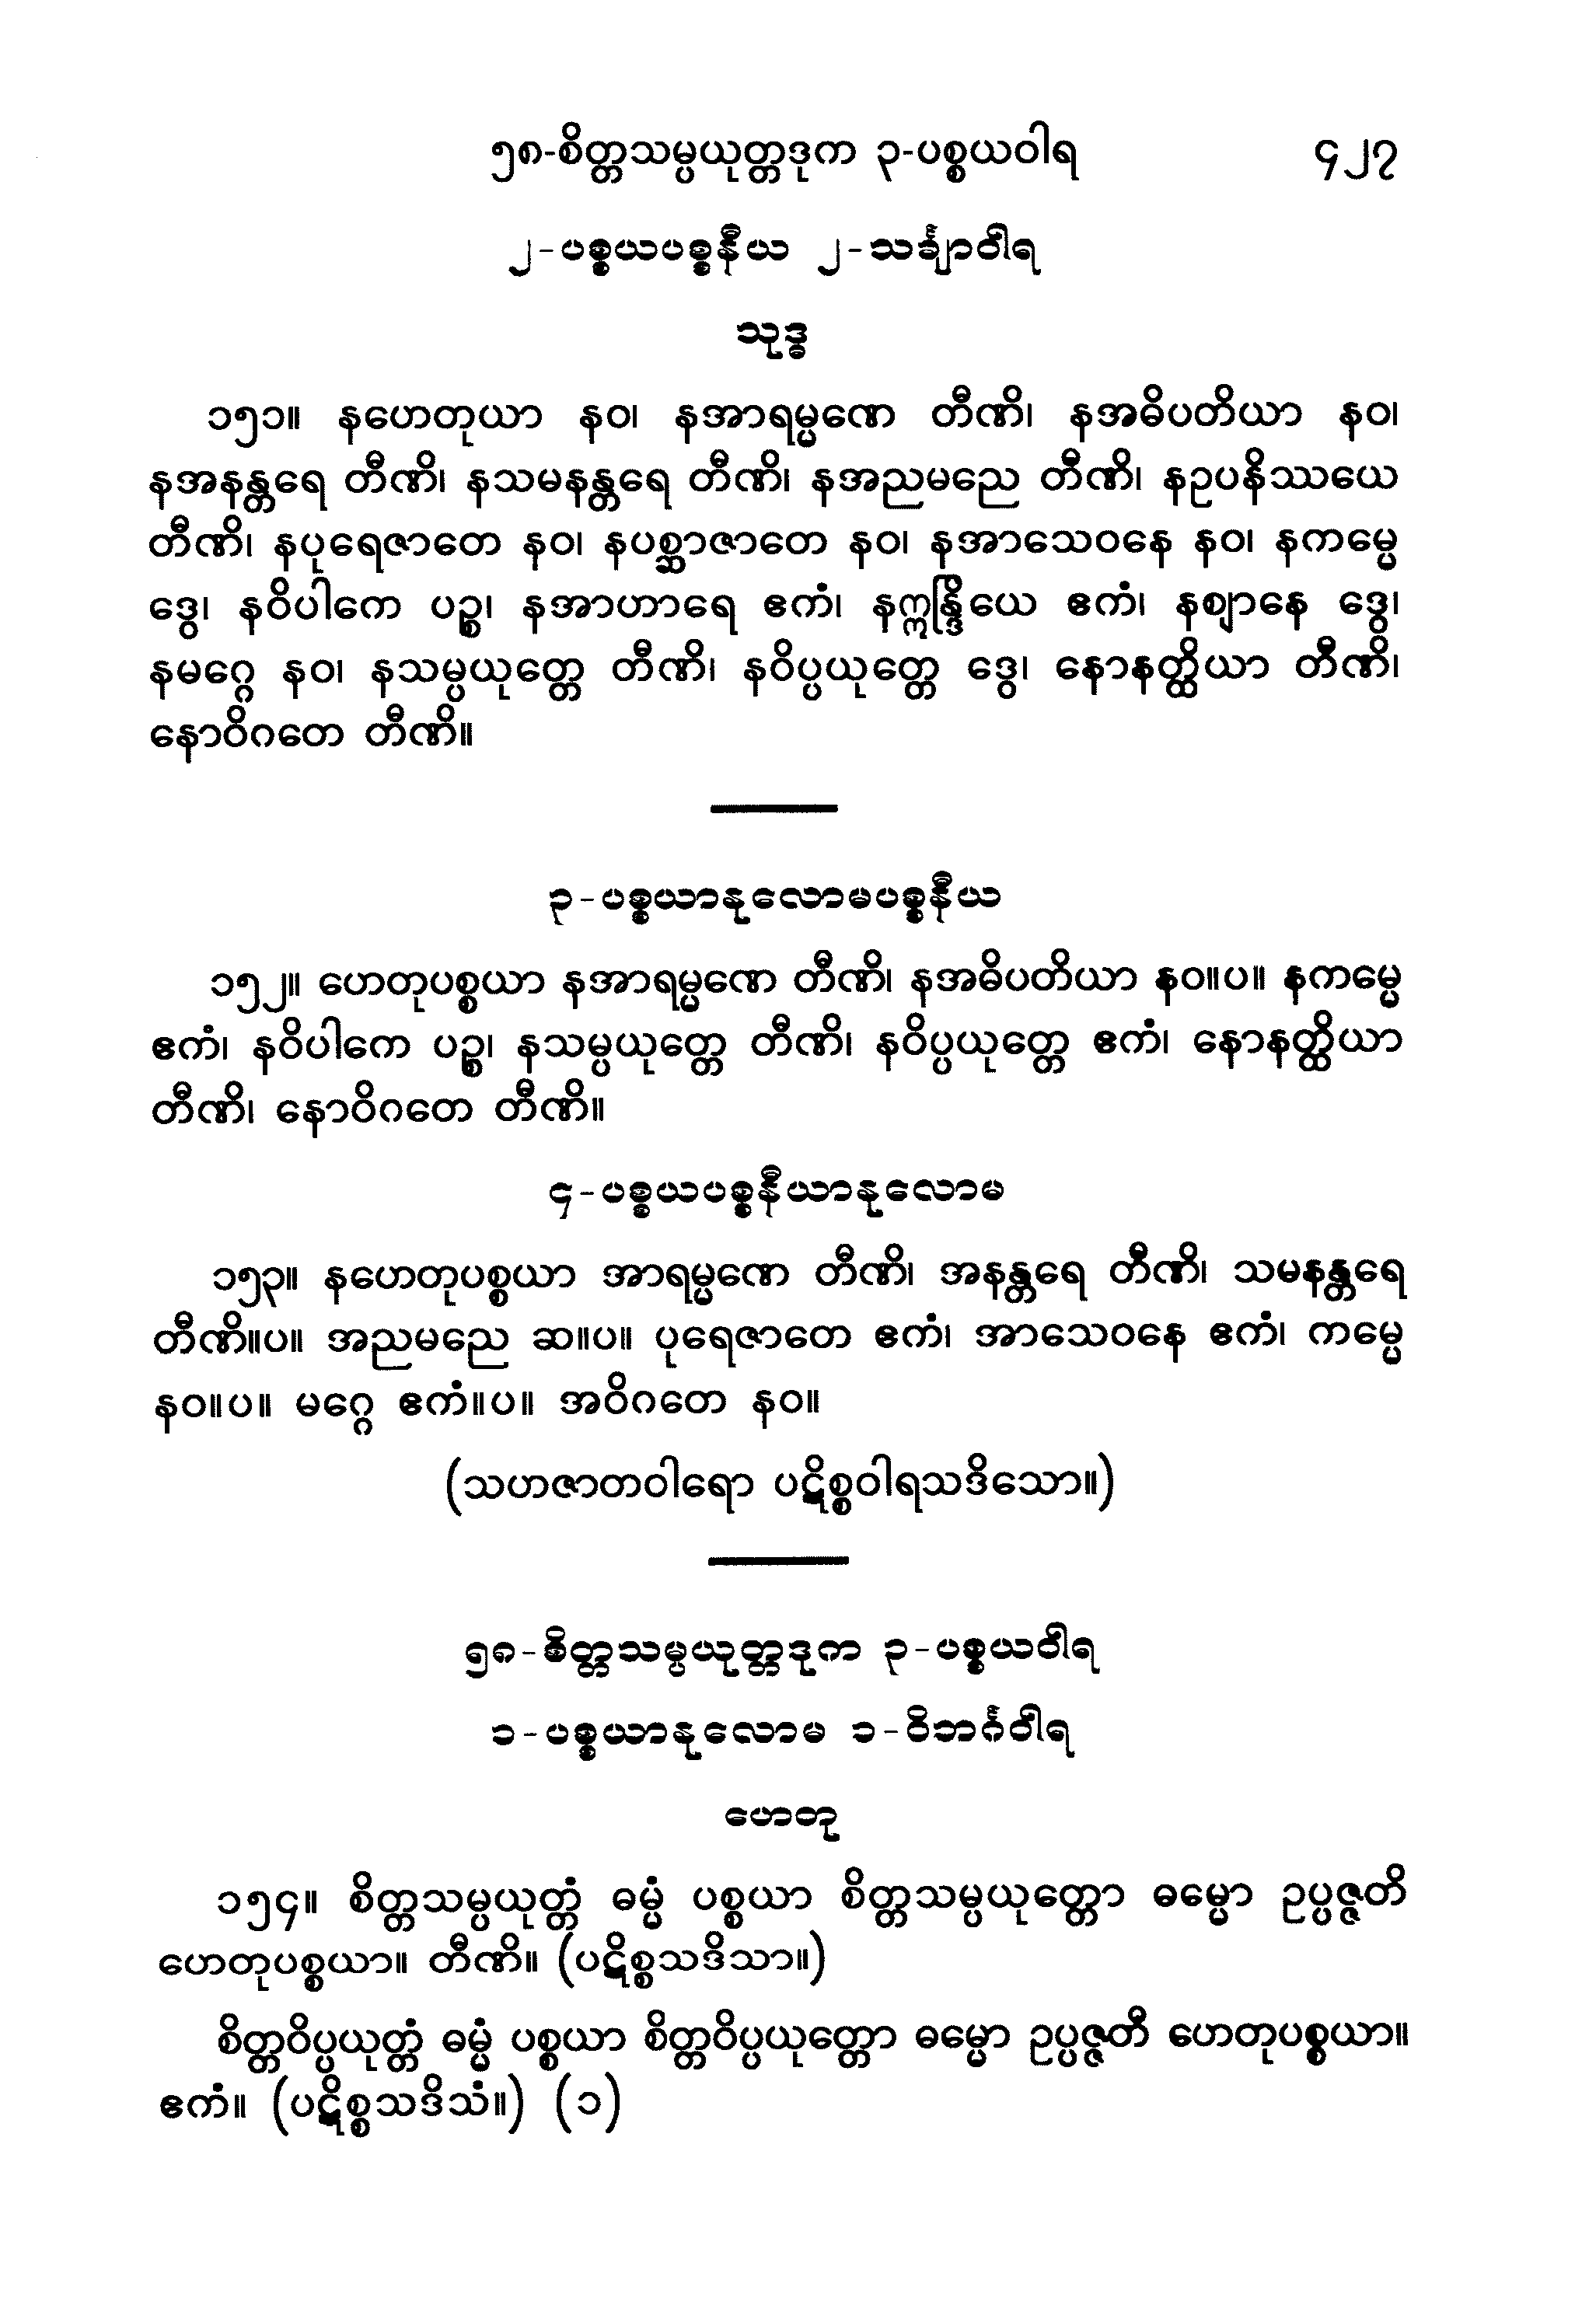 ၅၈-စိတ္တသမ္ပယုတ္တဒုက ၃-ပစ္စယဝါရ ၄၂၇
၂-ပစ္စယပစ္စနီယ ၂-သင်္ချာဝါရ
သုဒ္ဓ
၁၅၁။ နဟေတုယာ နဝ၊ နအာရမ္မဏေ တီဏိ၊ နအဓိပတိယာ နဝ၊
နအနန္တရေ တီဏိ၊ နသမနန္တရေ တီဏိ၊ နအညမညေ တီဏိ၊ နဥပနိဿယေ
တီဏိ၊ နပုရေဇာတေ နဝ၊ နပစ္ဆာဇာတေ နဝ၊ နအာသေဝနေ နဝ၊ နကမ္မေ
ဒွေ၊ နဝိပါကေ ပဉ္စ၊ နအာဟာရေ ဧကံ၊ နဣန္ဒြိယေ ဧကံ၊ နဈာနေ ဒွေ၊
နမဂ္ဂေ နဝ၊ နသမ္ပယုတ္တေ တီဏိ၊ နဝိပ္ပယုတ္တေ ဒွေ၊ နောနတ္ထိယာ တီဏိ၊
နောဝိဂတေ တီဏိ။
၃-ပစ္စယာနုလောမပစ္စနီယ
၁၅၂။ ဟေတုပစ္စယာ နအာရမ္မဏေ တီဏိ၊ နအဓိပတိယာ နဝ။ပ။ နကမ္မေ
ဧကံ၊ နဝိပါကေ ပဉ္စ၊ နသမ္ပယုတ္တေ တီဏိ၊ နဝိပ္ပယုတ္တေ ဧကံ၊ နောနတ္ထိယာ
တီဏိ၊ နောဝိဂတေ တီဏိ။
၄-ပစ္စယပစ္စနီယာနုလောမ
၁၅၃။ နဟေတုပစ္စယာ အာရမ္မဏေ တီဏိ၊ အနန္တရေ တီဏိ၊ သမနန္တရေ
တီဏိ။ပ။ အညမညေ ဆ။ပ။ ပုရေဇာတေ ဧကံ၊ အာသေဝနေ ဧကံ၊ ကမ္မေ
နဝ။ပ။ မဂ္ဂေ ဧကံ။ပ။ အဝိဂတေ နဝ။
(သဟဇာတဝါရော ပဋိစ္စဝါရသဒိသော။)
၅၈-စိတ္တသမ္ပယုတ္တဒုက ၃-ပစ္စယဝါရ
၁-ပစ္စယာနုလောမ ၁-ဝိဘင်္ဂဝါရ
ဟေတု
၁၅၄။ စိတ္တသမ္ပယုတ္တံ ဓမ္မံ ပစ္စယာ စိတ္တသမ္ပယုတ္တော ဓမ္မော ဥပ္ပဇ္ဇတိ
ဟေတုပစ္စယာ။ တီဏိ။ (ပဋိစ္စသဒိသာ။)
စိတ္တဝိပ္ပယုတ္တံ ဓမ္မံ ပစ္စယာ စိတ္တဝိပ္ပယုတ္တော ဓမ္မော ဥပ္ပဇ္ဇတိ ဟေတုပစ္စယာ။
ဧကံ။ (ပဋိစ္စသဒိသံ။) (၁)